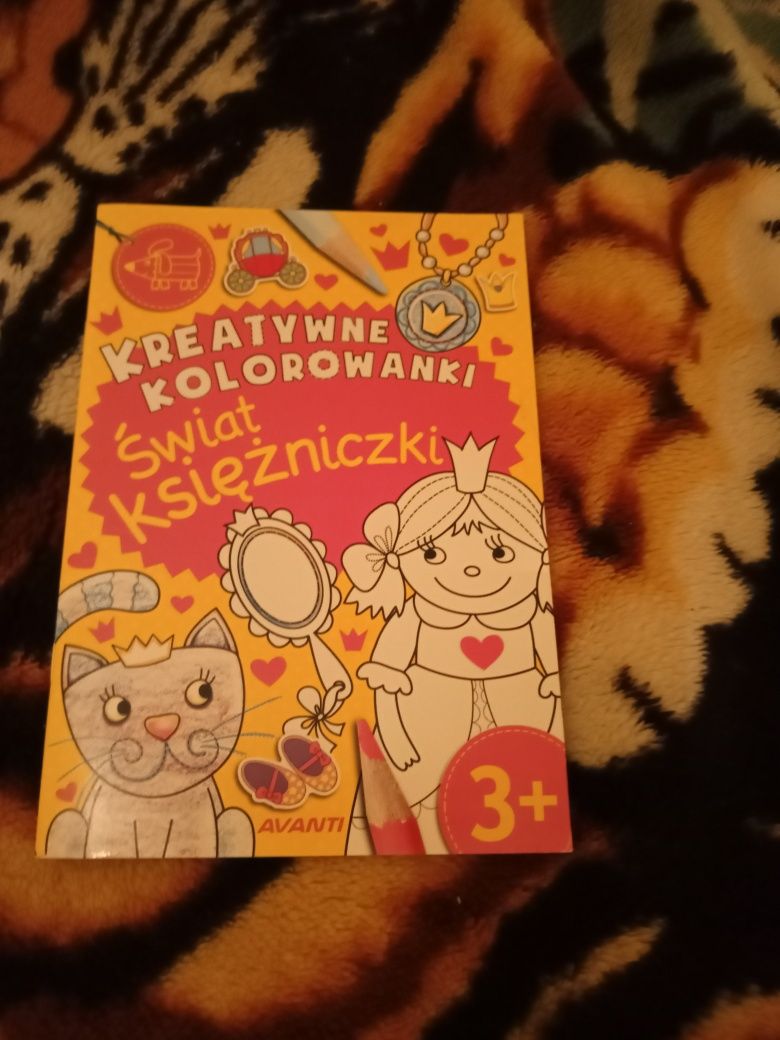 KREATYWNE
KOLOROWANKI
Świat
księżniczki
AVANTI
3+